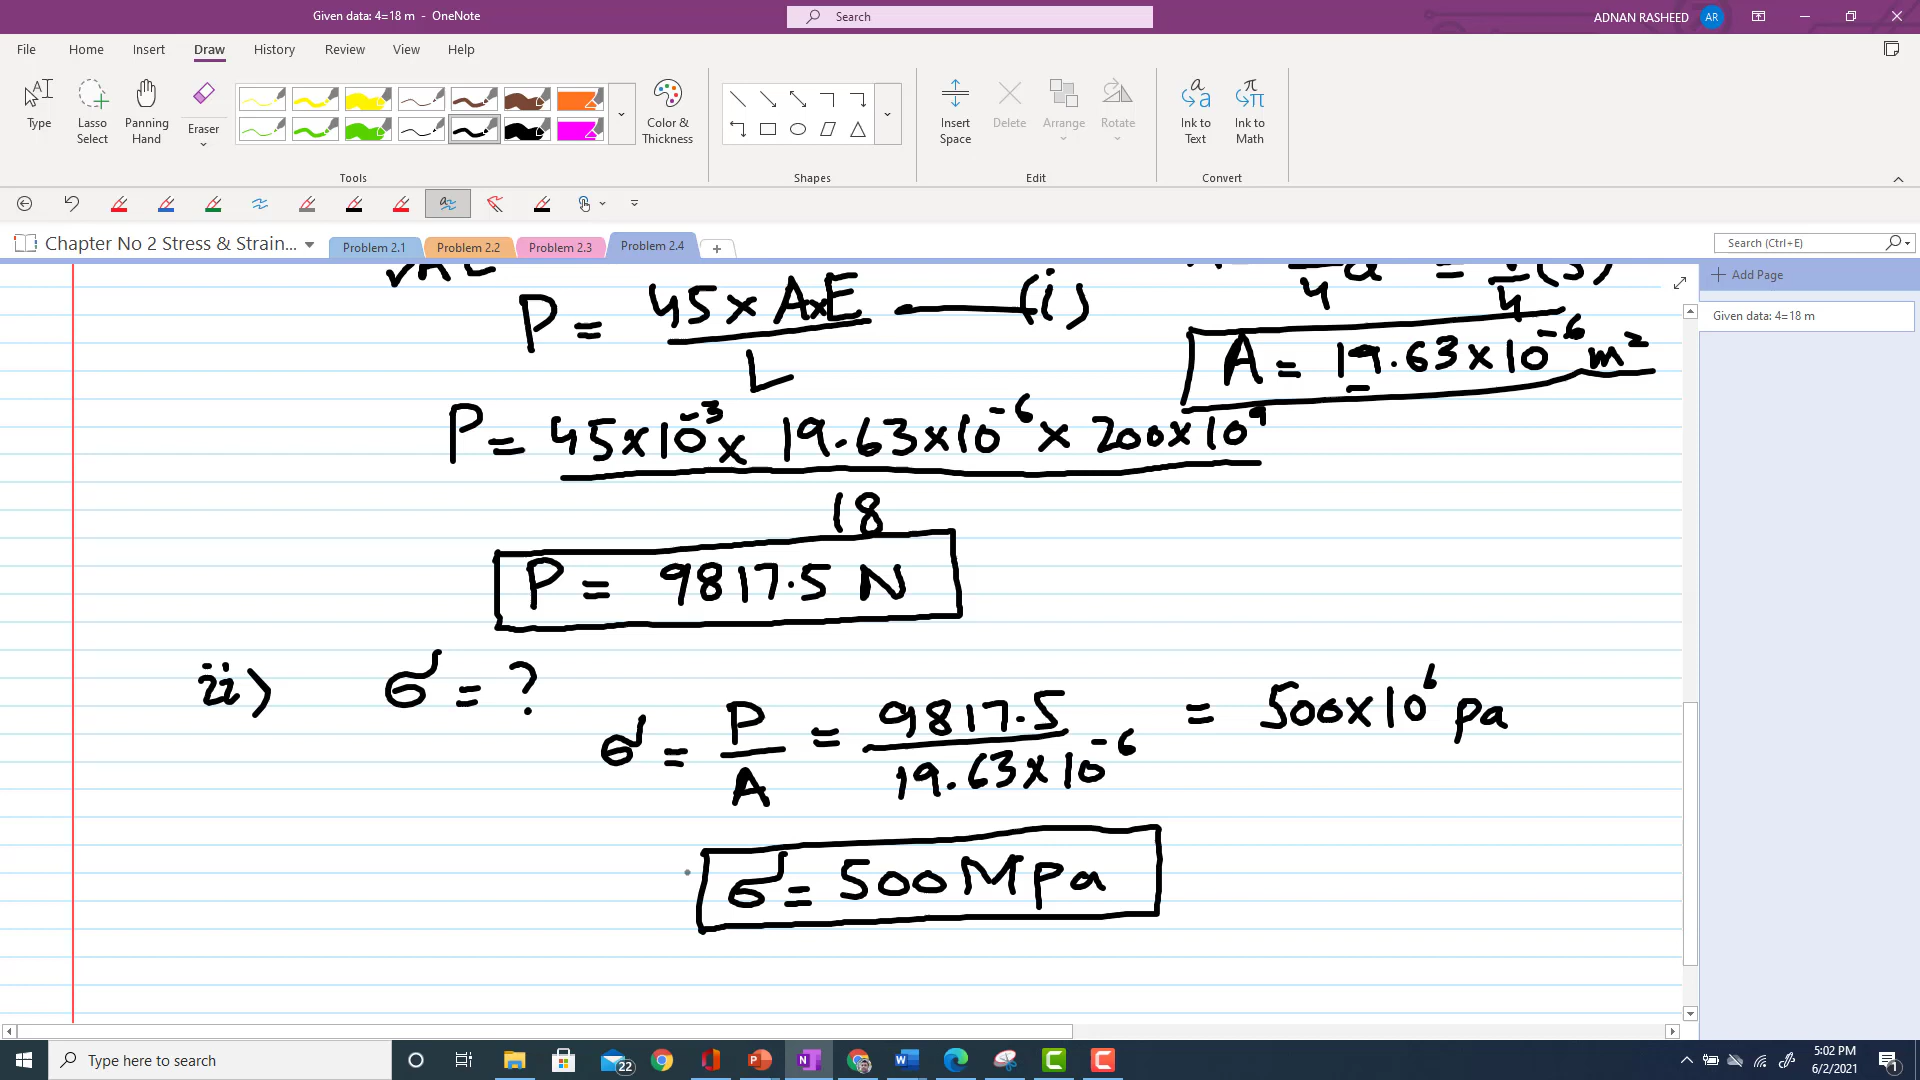 Given data: 4=18 m - OneNote
Search
ADNAN RASHEED AR
File Home Insert Draw History Review View Help
Type
Lasso Select
Panning Hand
Eraser
Color & Thickness
Insert Space
Delete
Arrange
Rotate
Ink to Text
Ink to Math
Tools
Shapes
Edit
Convert
Chapter No 2 Stress & Strain...
Problem 2.1
Problem 2.2
Problem 2.3
Problem 2.4
Search (Ctrl+E)
Add Page
Given data: 4=18 m
P = 45 x AxE / L —(i)
A = 19.63x10⁻⁶ m²
P = 45x10⁻³ x 19.63x10⁻⁶ x 200x10⁹ / 18
P = 9817.5 N
ii) σ = ?
σ = P/A = 9817.5 / 19.63x10⁻⁶ = 500x10⁶ pa
σ = 500 Mpa
Type here to search
22
5:02 PM
6/2/2021
1